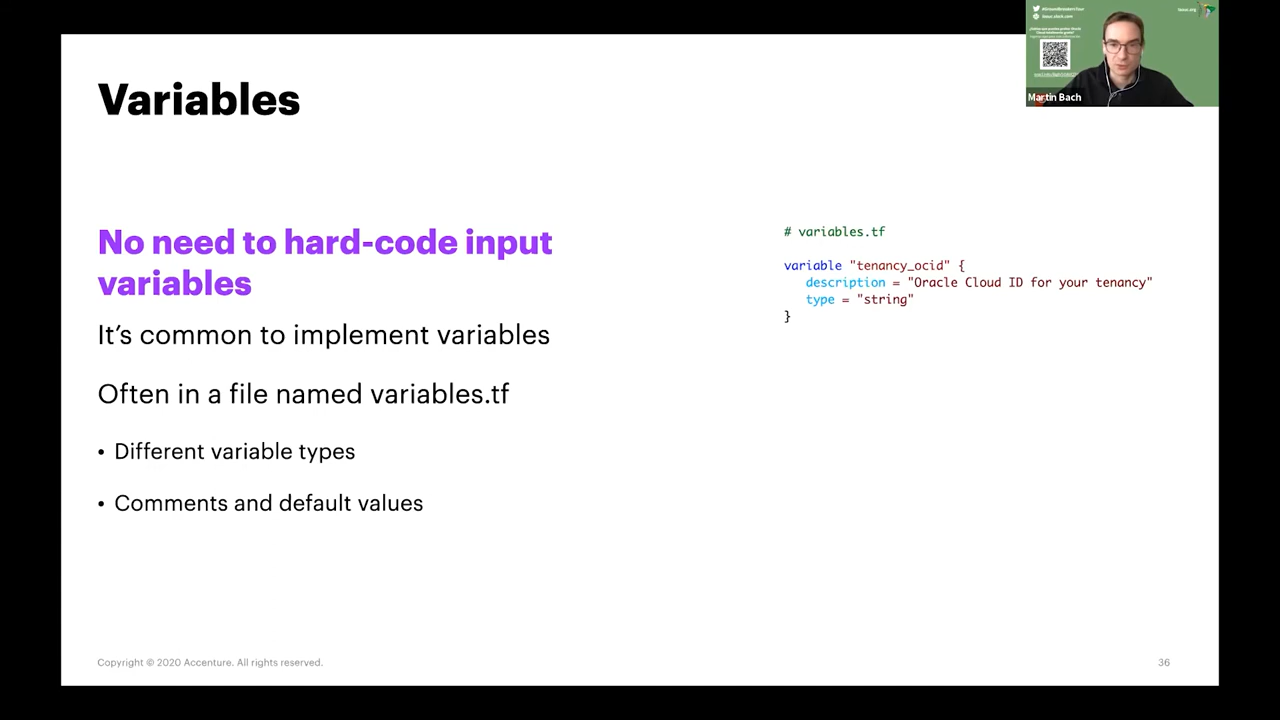 Variables
No need to hard-code input
variables
It's common to implement variables
Often in a file named variables.tf
• Different variable types
• Comments and default values
# variables.tf
variable "tenancy_ocid" {
description = "Oracle Cloud ID for your tenancy"
type = "string"
}
Copyright © 2020 Accenture. All rights reserved.
36
Martin Bach